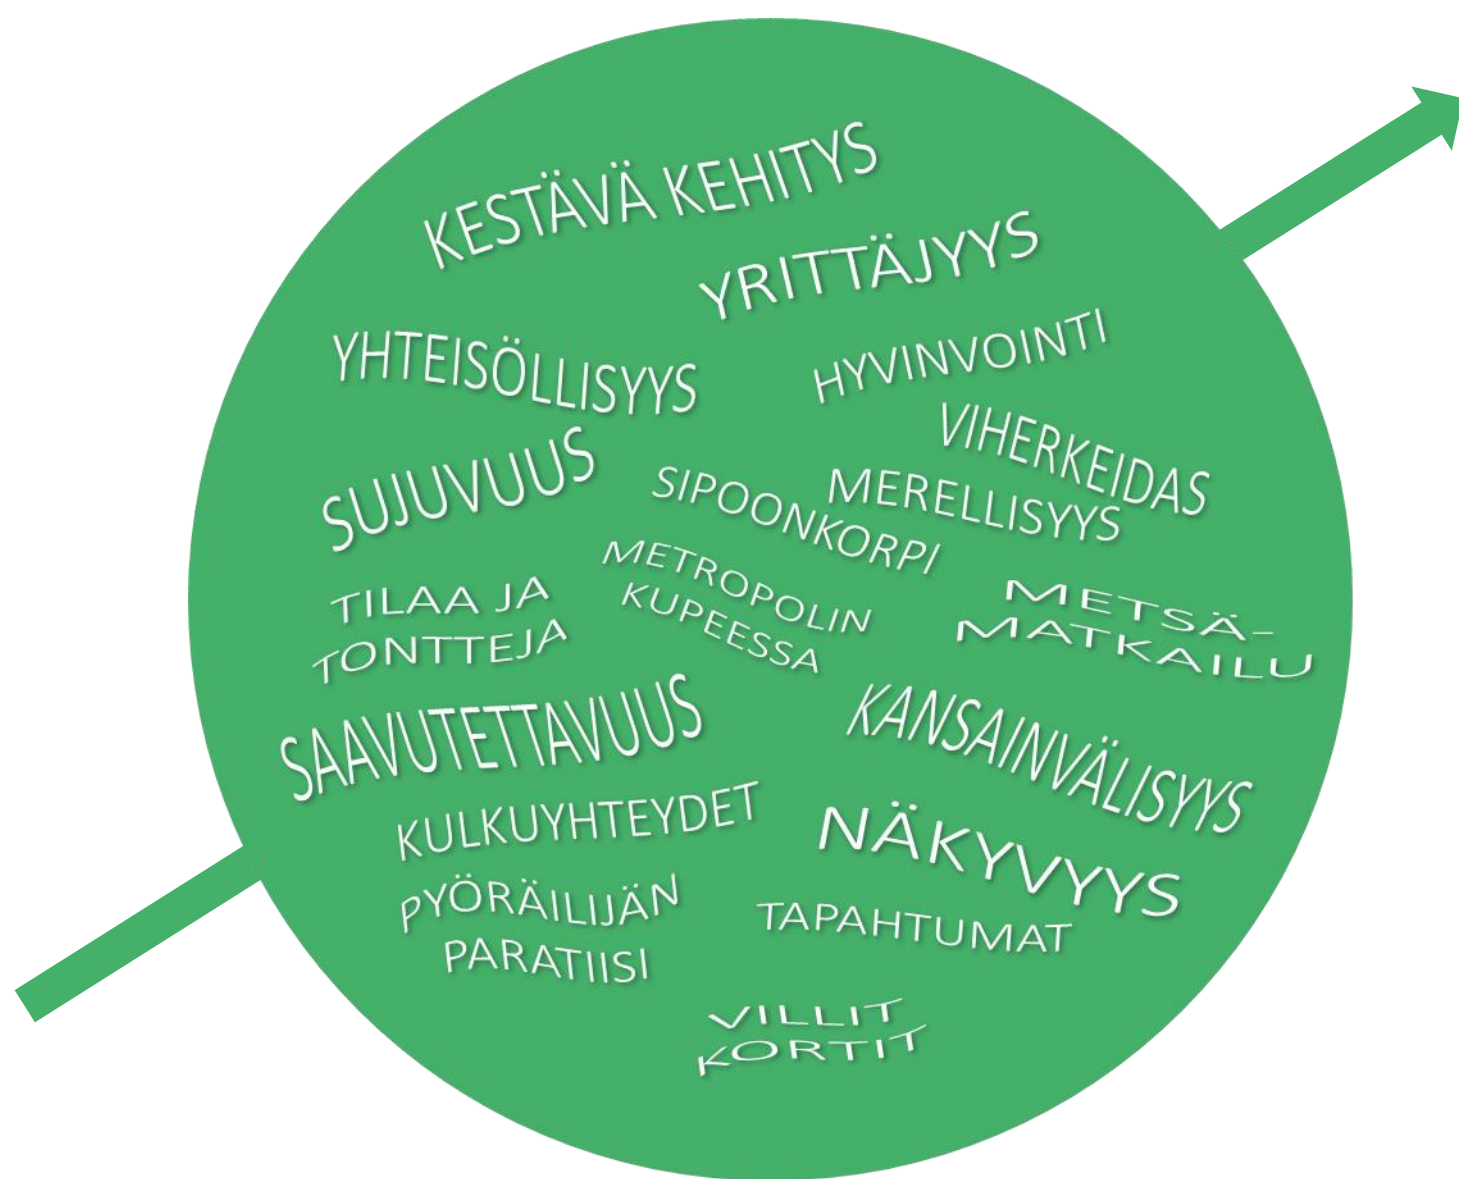 KESTÄVÄ KEHITYS
YRITTÄJYYS
YHTEISÖLLISYYS
HYVINVOINTI
VIHERKEIDAS
SUJUVUUS
SIPOONKORPI
MERELLISYYS
METROPOLIN
KUPEESSA
TILAA JA
TONTTEJA
METSÄ-
MATKAILU
SAAVUTETTAVUUS
KANSAINVÄLISYYS
KULKUYHTEYDET
NÄKYVYYS
PYÖRÄILIJÄN
PARATIISI
TAPAHTUMAT
VILLIT
KORTIT